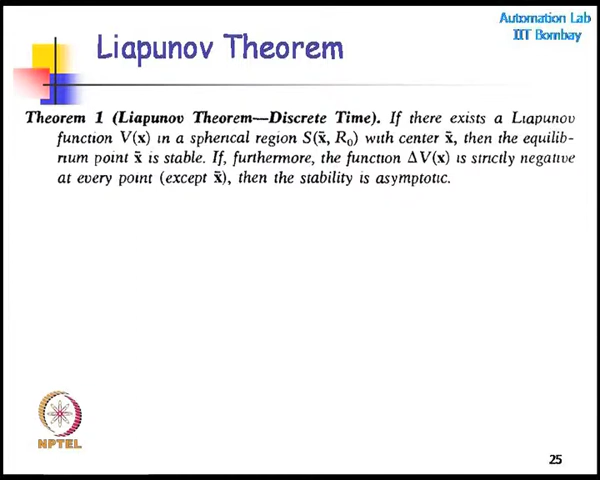 Automation Lab
IIT Bombay
Liapunov Theorem
Theorem 1 (Liapunov Theorem—Discrete Time). If there exists a Liapunov
function V(x) in a spherical region S(x̄, R₀) with center x̄, then the equilib-
rium point x̄ is stable. If, furthermore, the function ΔV(x) is strictly negative
at every point (except x̄), then the stability is asymptotic.
NPTEL
25